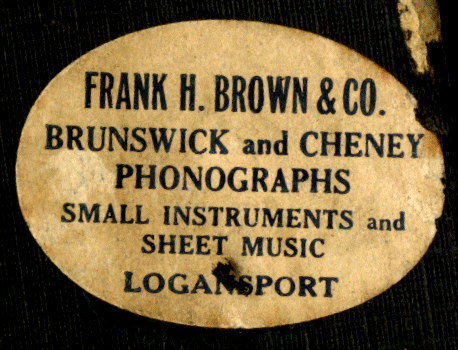 FRANK H. BROWN & CO.
BRUNSWICK and CHENEY
PHONOGRAPHS
SMALL INSTRUMENTS and
SHEET MUSIC
LOGANSPORT